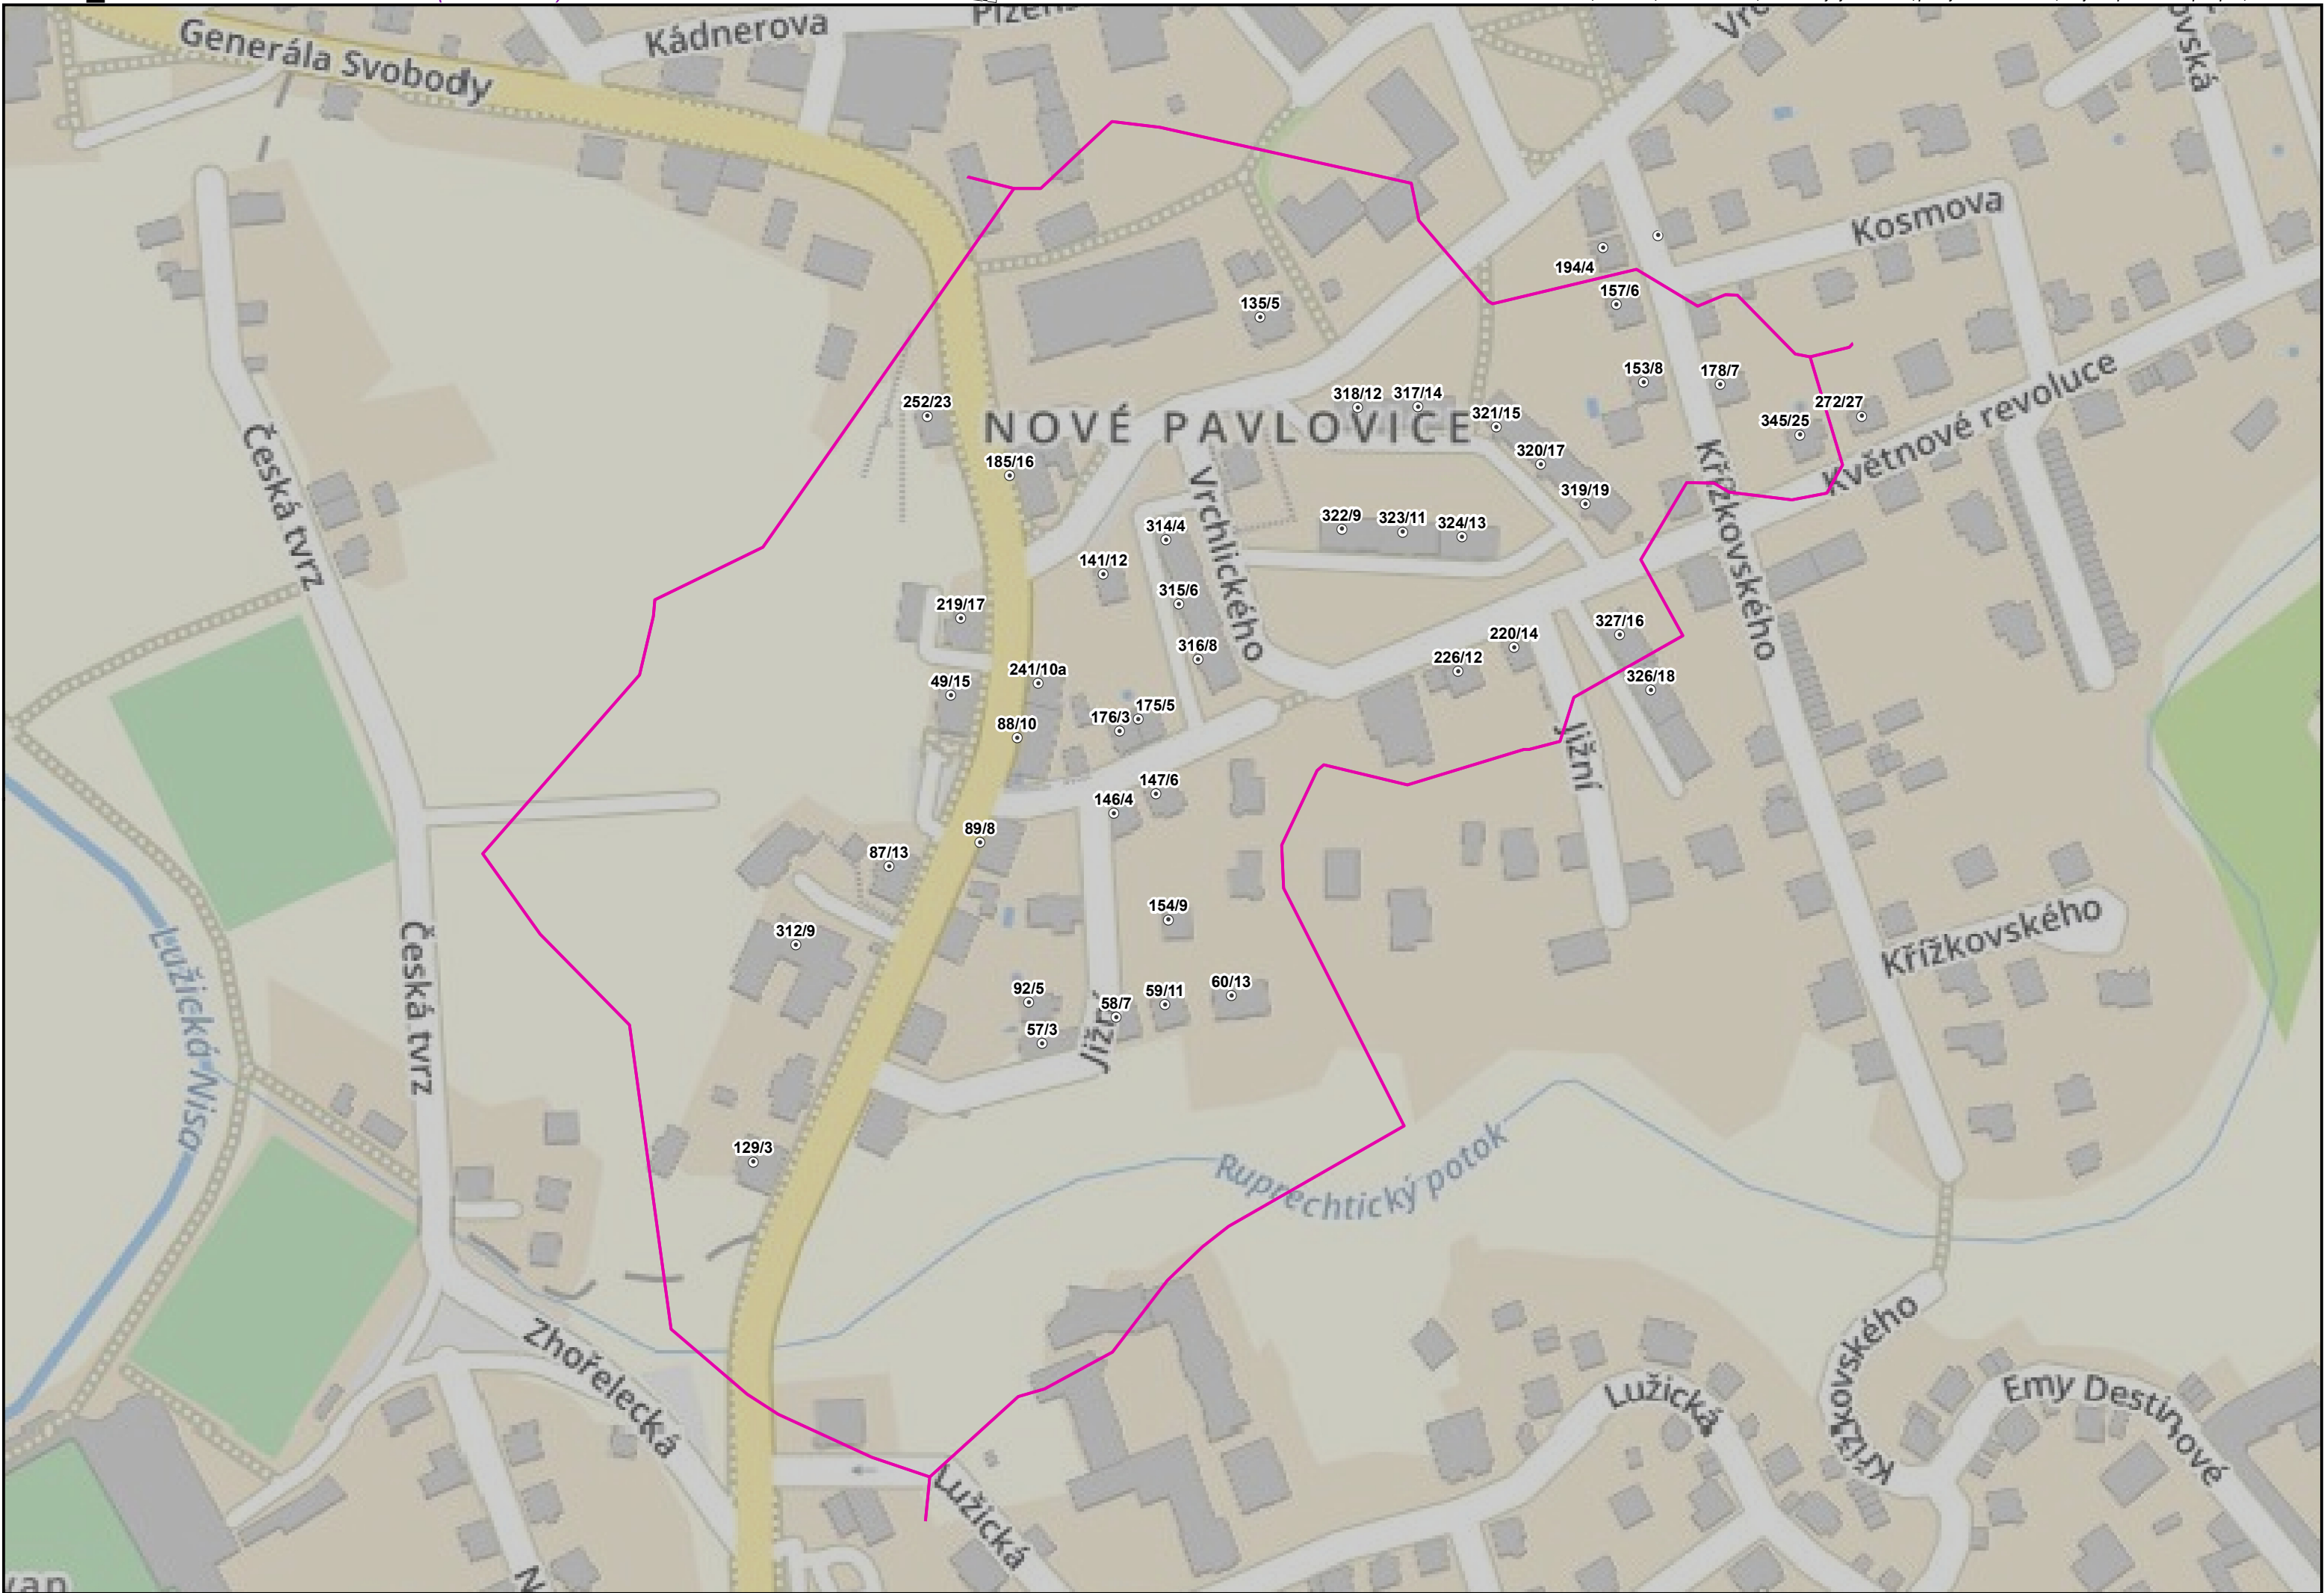 Generála Svobody
Kádnerova
Kosmova
194/4
157/6
135/5
153/8
178/7
318/12
317/14
272/27
252/23
321/15
345/25
NOVÉ PAVLOVICE
Květnové revoluce
185/16
320/17
319/19
Česká tvrz
Vrchlického
Křížkovského
314/4
322/9
323/11
324/13
141/12
315/6
219/17
316/8
220/14
327/16
226/12
241/10a
49/15
326/18
175/5
176/3
88/10
Jižní
147/6
146/4
89/8
87/13
154/9
312/9
Křížkovského
Česká tvrz
Lužická Nisa
92/5
58/7
59/11
60/13
57/3
Jižní
129/3
Ruprechtický potok
Zhořelecká
Křížkovského
Lužická
Emy Destinové
Křížkovského
Lužická